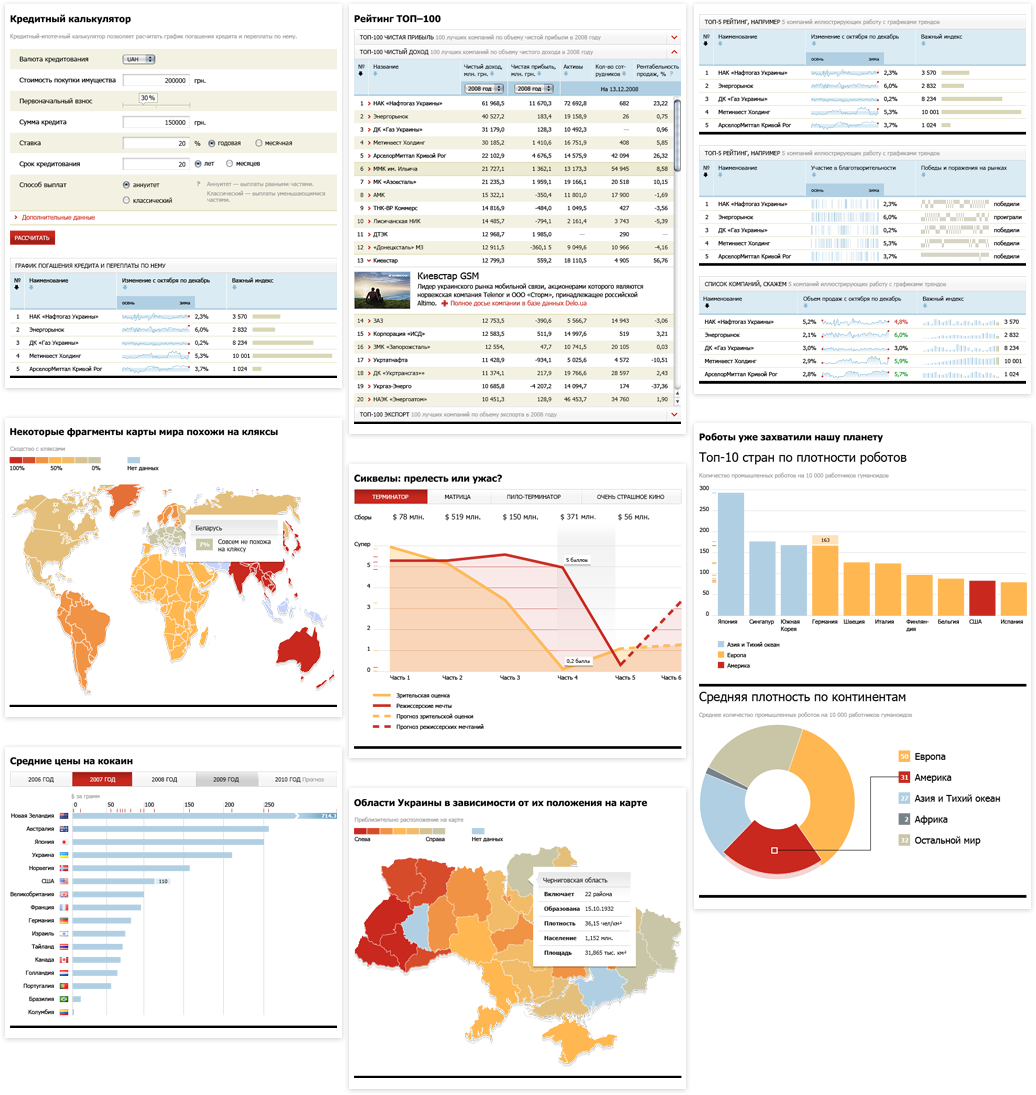 Кредитный калькулятор
Кредитный-ипотечный калькулятор позволяет расчитать график погашения кредита и переплаты по нему.
Валюта кредитования UAH
Стоимость покупки имущества 200000 грн.
Первоначальный взнос 30%
Сумма кредита 150000 грн.
Ставка 20 % годовая месячная
Срок кредитования 20 лет месяцев
Способ выплат аннуитет ? Аннуитет — выплаты равными частями.
классический Классический — выплаты уменьшающимися
частями.
Дополнительные данные
РАССЧИТАТЬ
ГРАФИК ПОГАШЕНИЯ КРЕДИТА И ПЕРЕПЛАТЫ ПО НЕМУ
№ Наименование Изменение с октября по декабрь Важный индекс
осень зима
1 НАК «Нафтогаз Украины» 2,3% 3 570
2 Энергорынок 6,0% 2 832
3 ДК «Газ Украины» 0,2% 8 234
4 Метинвест Холдинг 5,3% 10 001
5 АрселорМиттал Кривой Рог 3,7% 1 024
Некоторые фрагменты карты мира похожи на кляксы
Сходство с кляксами
100% 50% 0% Нет данных
Беларусь
7% Совсем не похожа
на кляксу
Средние цены на кокаин
2006 ГОД 2007 ГОД 2008 ГОД 2009 ГОД 2010 ГОД Прогноз
$ за грамм
0 50 100 150 200 250
Новая Зеландия 714,3
Австралия
Япония
Украина
Норвегия
США 110
Великобритания
Франция
Германия
Израиль
Тайланд
Канада
Голландия
Португалия
Бразилия
Колумбия
Рейтинг ТОП–100
ТОП-100 ЧИСТАЯ ПРИБЫЛЬ 100 лучших компаний по объему чистой прибыли в 2008 году
ТОП-100 ЧИСТЫЙ ДОХОД 100 лучших компаний по объему чистого дохода в 2008 году
№ Название Чистый доход, млн. грн. Чистая прибыль, млн. грн. Активы Кол-во сотрудников Рентабельность продаж, % ?
2008 год 2008 год На 13.12.2008
1 НАК «Нафтогаз Украины» 61 968,5 11 670,3 72 692,8 682 23,22
2 Энергорынок 40 527,2 183,4 19 158,9 26 0,75
3 ДК «Газ Украины» 31 179,0 128,3 10 492,3 — 0,96
4 Метинвест Холдинг 30 185,2 1 410,6 16 751,9 408 5,85
5 АрселорМиттал Кривой Рог 22 102,9 4 676,5 14 575,9 42 094 26,32
6 ММК им. Ильича 21 727,1 1 362,1 13 173,3 54 945 8,58
7 МК «Азовсталь» 21 235,3 1 959,1 19 166,1 20 518 10,15
8 АМК 15 322,1 -350,4 11 801,0 17 900 -1,69
9 ТНК-ВР Коммерс 14 816,9 -484,0 1 049,5 427 -3,56
10 Лисичанская НИК 14 485,7 -794,1 2 161,4 3 743 -5,39
11 ДТЭК 12 968,7 1 985,0 — — —
12 «Донецксталь» МЗ 12 911,5 -360,1 5 9 049,6 10 966 -4,16
13 Киевстар 12 799,3 559,2 18 110,5 4 905 56,76
Киевстар GSM
Лидер украинского рынка мобильной связи, акционерами которого являются
норвежская компания Telenor и ООО «Сторм», принадлежащее российской
Altimo. Полное досье компании в базе данных Delo.ua
14 ЗАЗ 12 753,5 -390,6 5 566,7 14 943 -3,06
15 Корпорация «ИСД» 12 583,5 511,9 14 997,6 519 3,21
16 ЗМК «Запорожсталь» 12 554, 47,7 10 741,5 20 105 0,03
17 Укртатнафта 11 428,9 -934,1 5 025,6 4 572 -10,51
18 ДК «Укртрансгаз» 11 374,1 217,9 19 766,6 28 597 2,43
19 Укргаз-Энерго 10 685,8 -4 207,2 14 094,7 174 -37,36
20 НАЭК «Энергоатом» 10 451,3 128,9 46 453,7 34 760 1,90
ТОП-100 ЭКСПОРТ 100 лучших компаний по объему экспорта в 2008 году
Сиквелы: прелесть или ужас?
ТЕРМИНАТОР МАТРИЦА ПИЛО-ТЕРМИНАТОР ОЧЕНЬ СТРАШНОЕ КИНО
Сборы $ 78 млн. $ 519 млн. $ 150 млн. $ 371 млн. $ 56 млн.
Супер
5
3
2
1
0
5 баллов
0,2 балла
Часть 1 Часть 2 Часть 3 Часть 4 Часть 5 Часть 6
Зрительская оценка
Режиссерские мечты
Прогноз зрительской оценки
Прогноз режиссерских мечтаний
Области Украины в зависимости от их положения на карте
Приблизительно расположение на карте
Слева Справа Нет данных
Черниговская область
Включает 22 района
Образована 15.10.1932
Плотность 36,15 чел/км²
Население 1,152 млн.
Площадь 31,865 тыс. км²
ТОП-5 РЕЙТИНГ, НАПРИМЕР 5 компаний иллюстрирующих работу с графиками трендов
№ Наименование Изменение с октября по декабрь Важный индекс
осень зима
1 НАК «Нафтогаз Украины» 2,3% 3 570
2 Энергорынок 6,0% 2 832
3 ДК «Газ Украины» 0,2% 8 234
4 Метинвест Холдинг 5,3% 10 001
5 АрселорМиттал Кривой Рог 3,7% 1 024
ТОП-5 РЕЙТИНГ, НАПРИМЕР 5 компаний иллюстрирующих работу с графиками трендов
№ Наименование Участие в благотворительности Победы и поражения на рынках
осень зима
1 НАК «Нафтогаз Украины» 2,3% победили
2 Энергорынок 6,0% проиграли
3 ДК «Газ Украины» 0,2% победили
4 Метинвест Холдинг 5,3% победили
5 АрселорМиттал Кривой Рог 3,7% победили
СПИСОК КОМПАНИЙ, СКАЖЕМ 5 компаний иллюстрирующих работу с графиками трендов
Наименование Объем продаж с октября по декабрь Важный индекс
осень зима
НАК «Нафтогаз Украины» 5,2% 4,8% 3 570
Энергорынок 2,1% 6,0% 2 832
ДК «Газ Украины» 3,0% 3,0% 8 234
Метинвест Холдинг 2,9% 5,9% 10 001
АрселорМиттал Кривой Рог 2,8% 5,7% 1 024
Роботы уже захватили нашу планету
Топ-10 стран по плотности роботов
Количество промышленных роботов на 10 000 работников гуманоидов
300
250
200
150
100
50
0
163
Япония Сингапур Южная Корея Германия Швеция Италия Финляндия Бельгия США Испания
Азия и Тихий океан
Европа
Америка
Средняя плотность по континентам
Среднее количество промышленных роботов на 10 000 работников гуманоидов
50 Европа
31 Америка
27 Азия и Тихий океан
2 Африка
32 Остальной мир